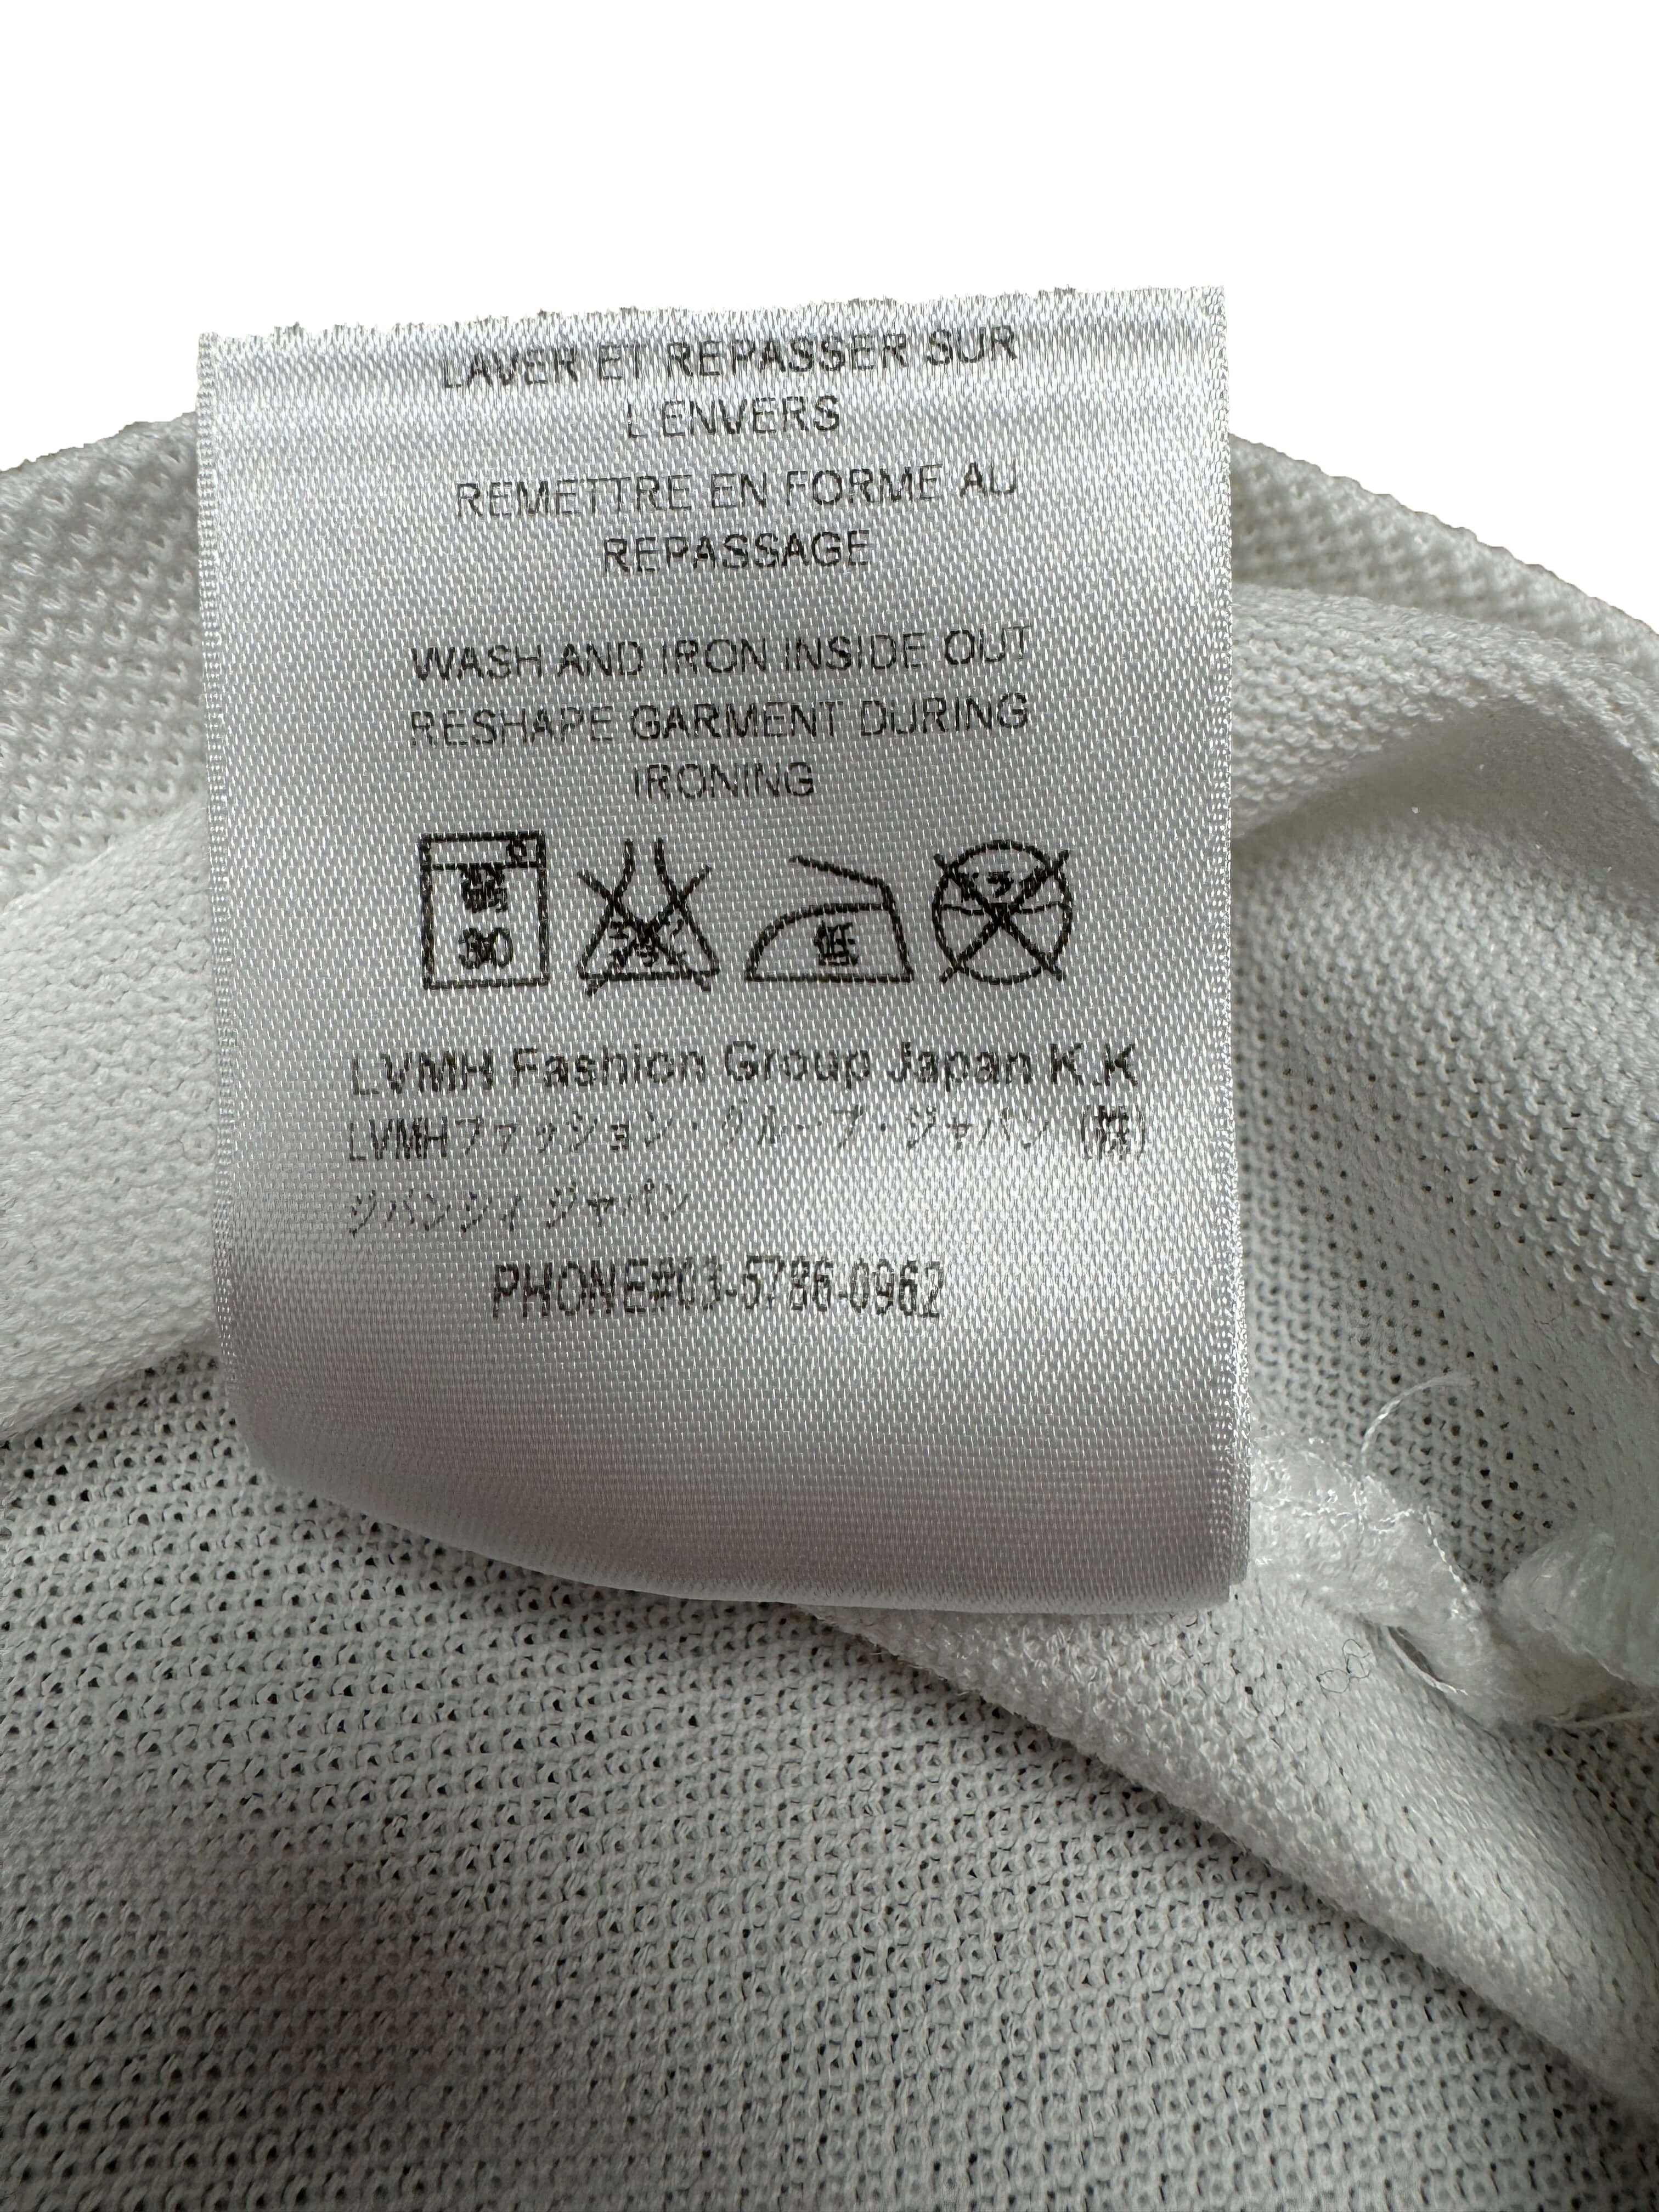 LAVER ET REPASSER SUR
L'ENVERS
REMETTRE EN FORME AU
REPASSAGE
WASH AND IRON INSIDE OUT
RESHAPE GARMENT DURING
IRONING
30 低
LVMH Fashion Group Japan K.K
LVMHファッション・グループ・ジャパン (株)
ジバンシイ ジャパン
PHONE#03-5786-0962